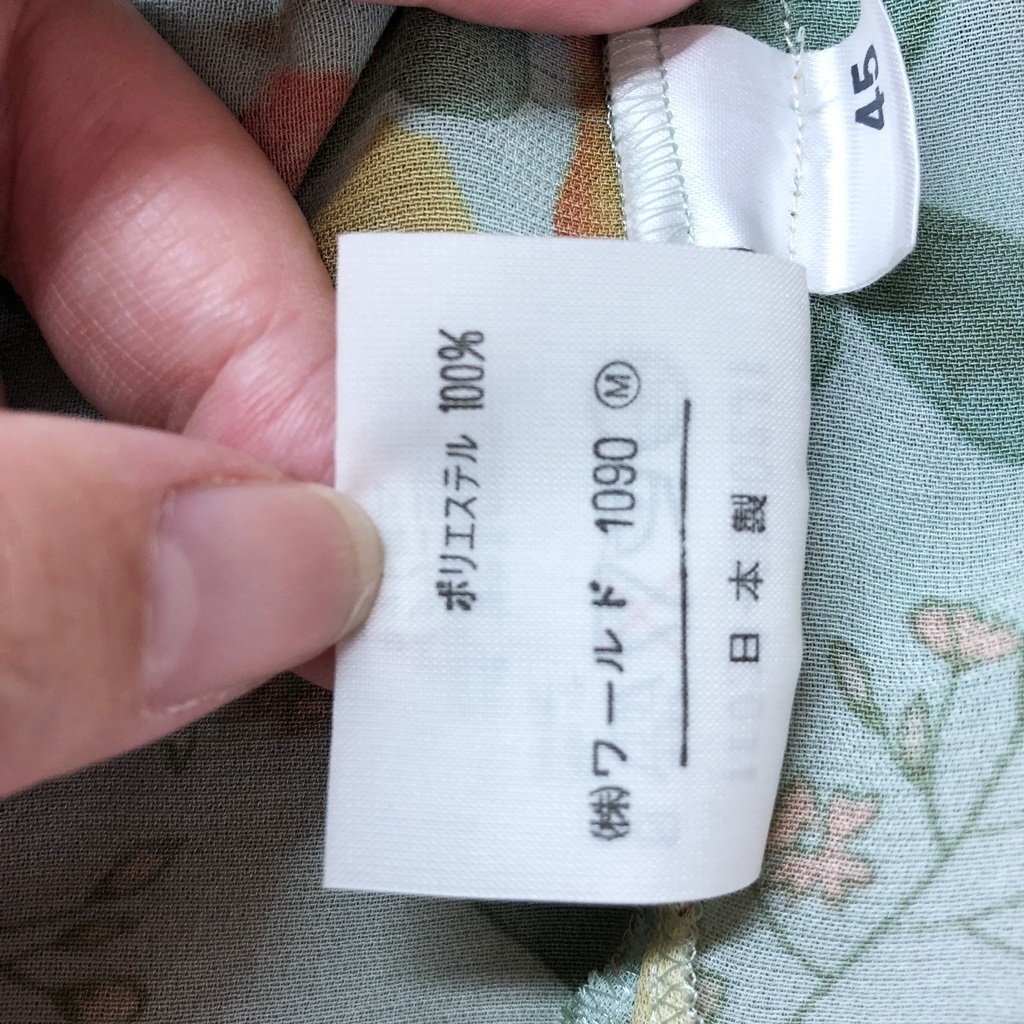 ポリエステル 100%
(株)ワールド 1090 Ⓜ
日本製
45